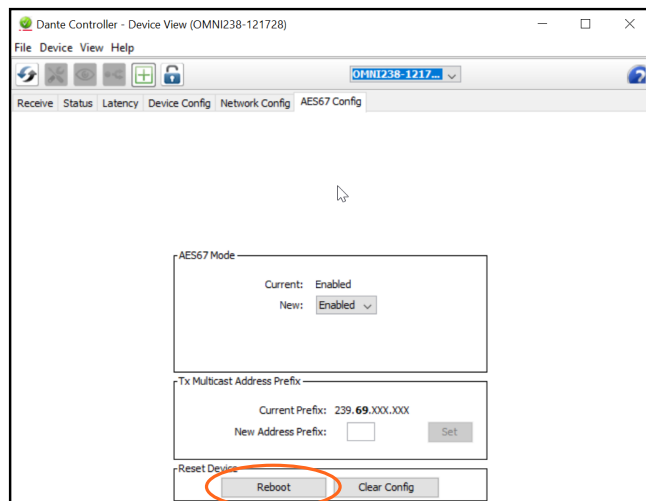 Dante Controller - Device View (OMNI238-121728)
File Device View Help
OMNI238-1217...
?
Receive Status Latency Device Config Network Config AES67 Config
AES67 Mode
Current: Enabled
New: Enabled
Tx Multicast Address Prefix
Current Prefix: 239.69.XXX.XXX
New Address Prefix: Set
Reset Device
Reboot Clear Config